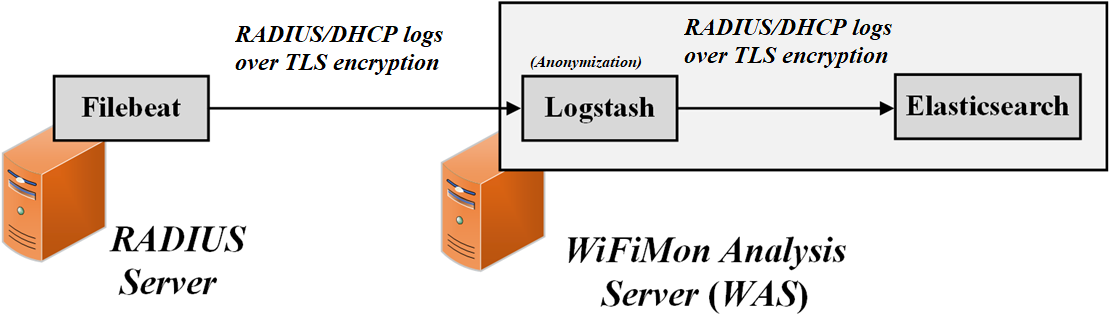 RADIUS/DHCP logs
over TLS encryption
RADIUS/DHCP logs
over TLS encryption
(Anonymization)
Filebeat
Logstash
Elasticsearch
RADIUS
Server
WiFiMon Analysis
Server (WAS)